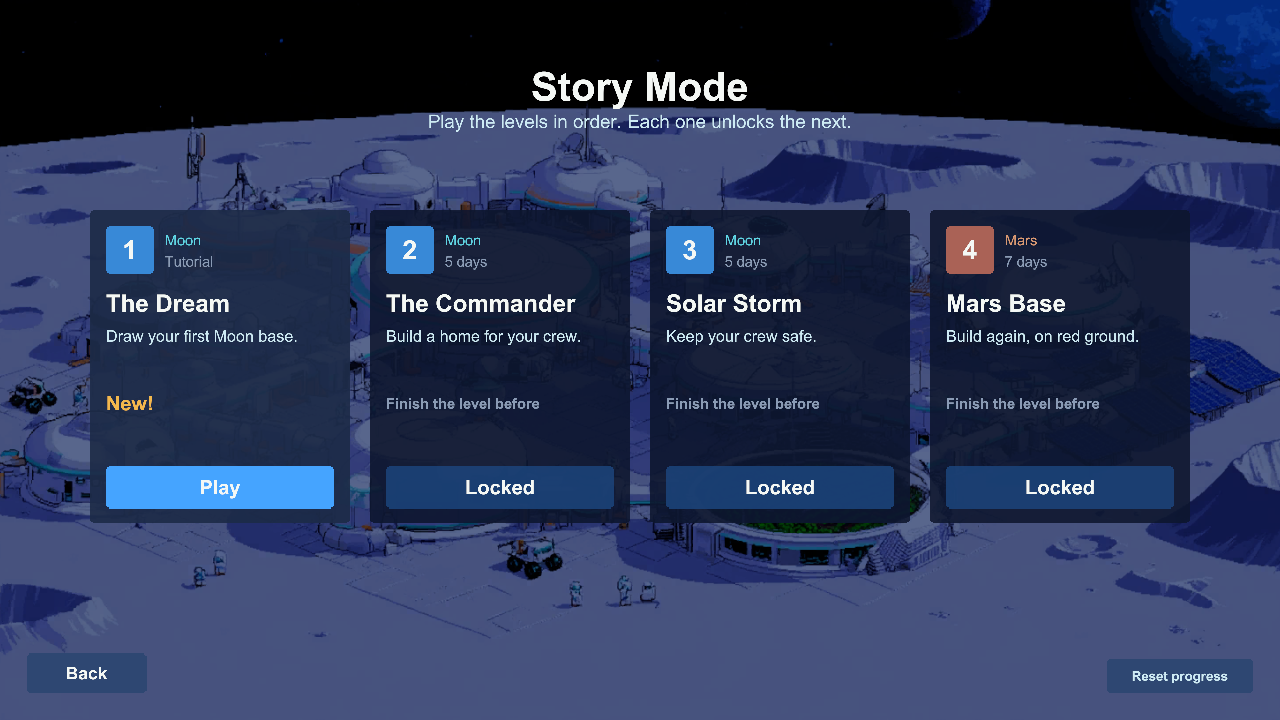 Story Mode
Play the levels in order. Each one unlocks the next.
1
Moon
Tutorial
The Dream
Draw your first Moon base.
New!
Play
2
Moon
5 days
The Commander
Build a home for your crew.
Finish the level before
Locked
3
Moon
5 days
Solar Storm
Keep your crew safe.
Finish the level before
Locked
4
Mars
7 days
Mars Base
Build again, on red ground.
Finish the level before
Locked
Back
Reset progress